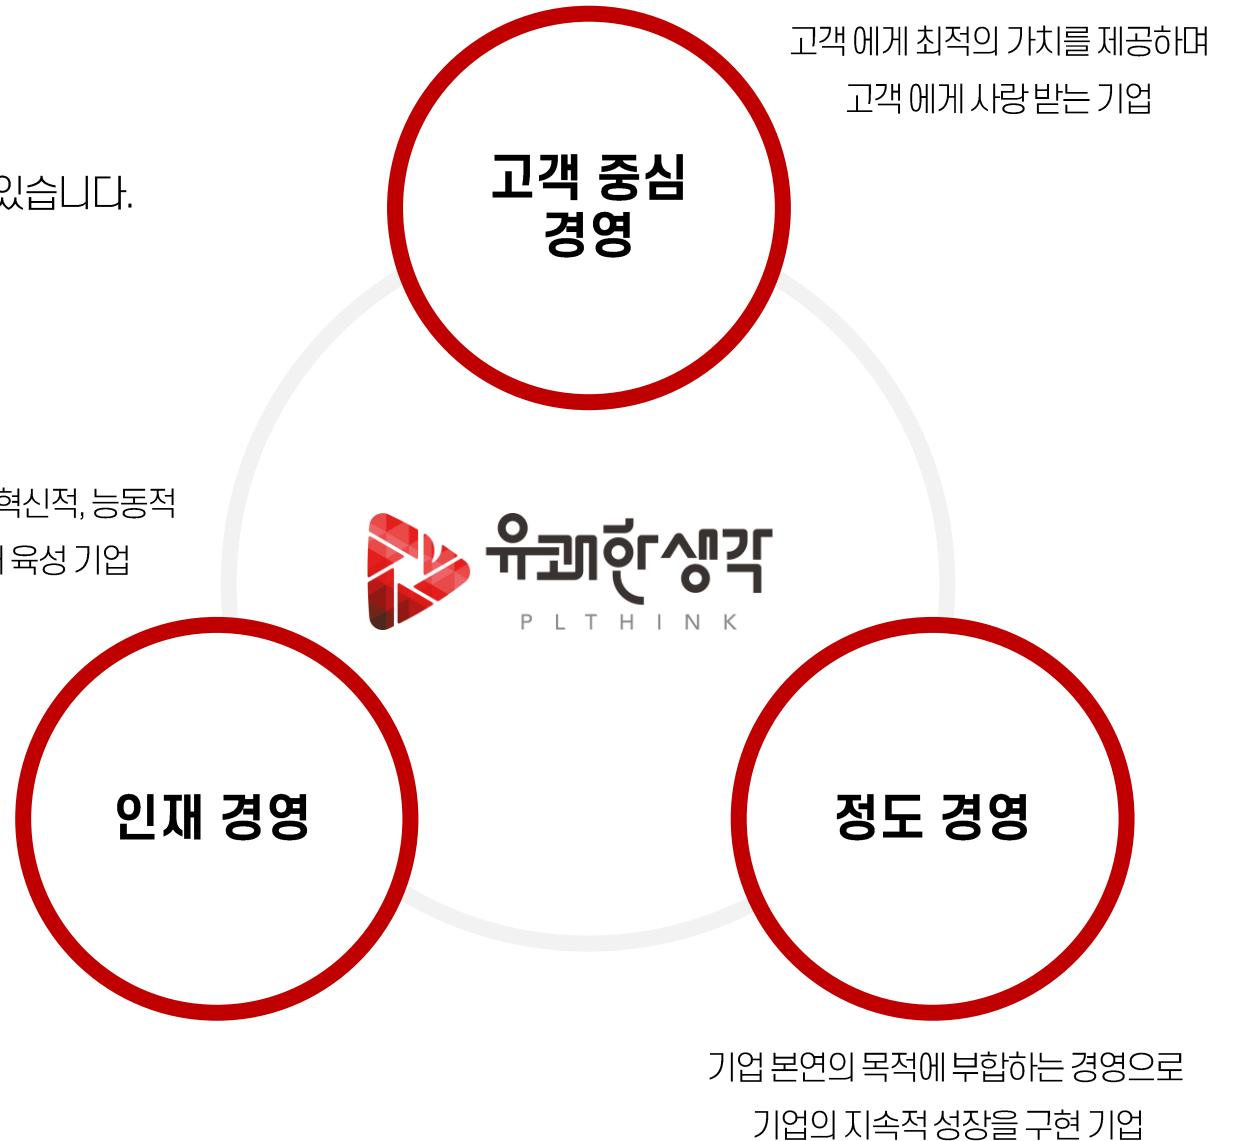 고객 에게 최적의 가치를 제공하며
고객 에게 사랑 받는 기업
고객 중심
경영
있습니다.
혁신적, 능동적
육성 기업
유쾌한생각
PLTHINK
인재 경영
정도 경영
기업 본연의 목적에 부합하는 경영으로
기업의 지속적 성장을 구현 기업